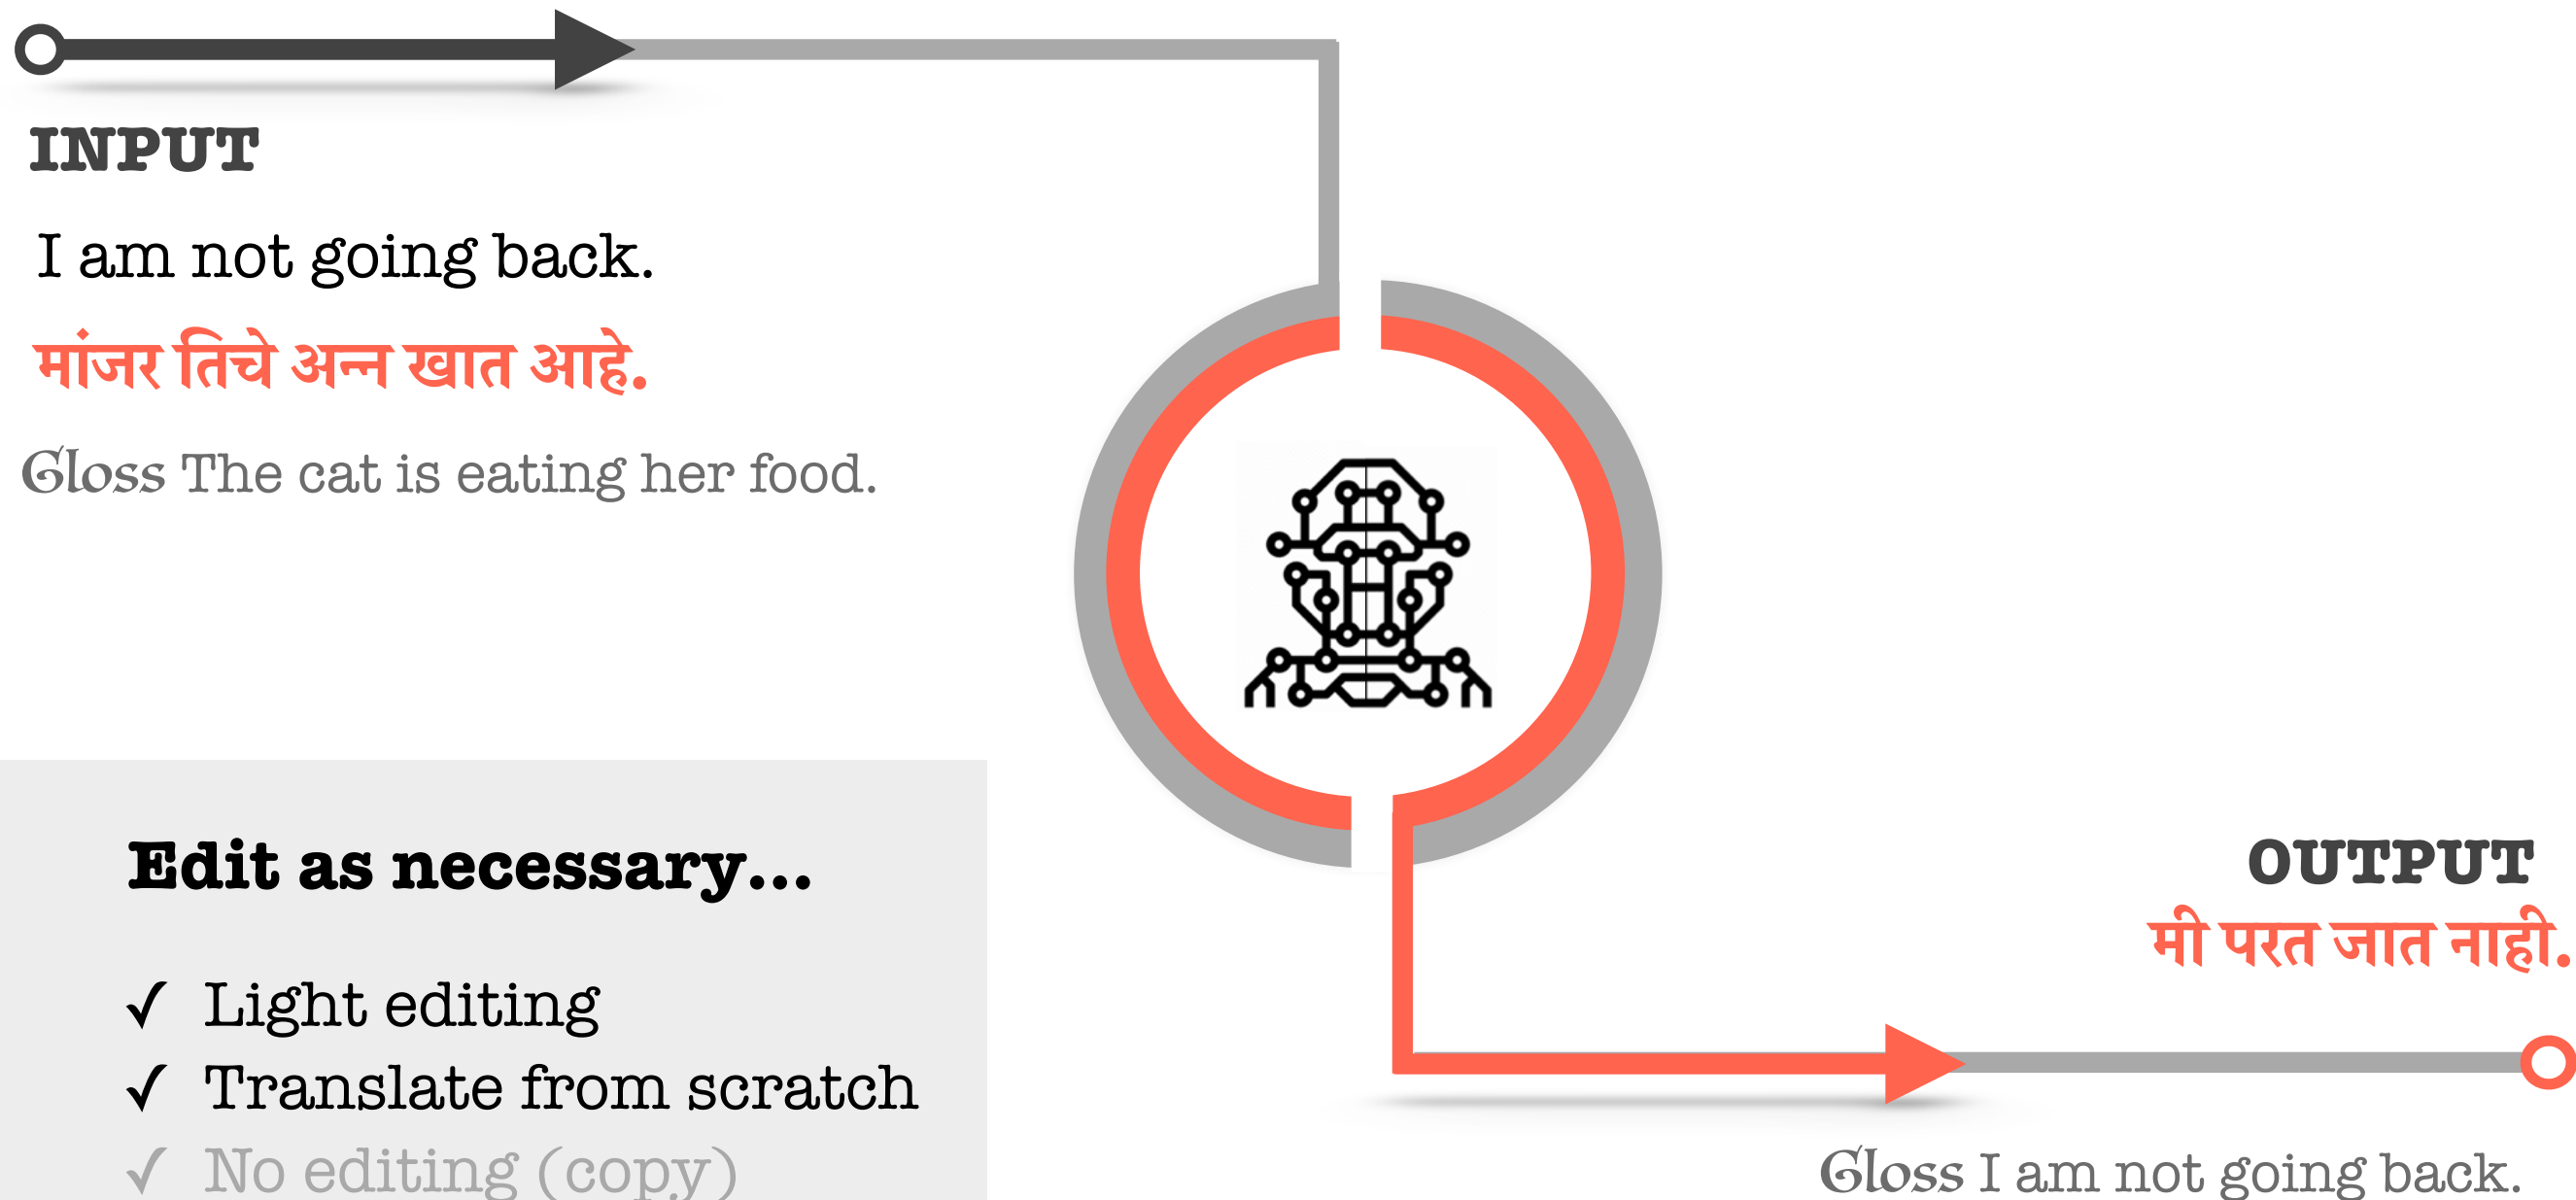 INPUT
I am not going back.
मांजर तिचे अन्न खात आहे.
Gloss The cat is eating her food.
Edit as necessary...
✓ Light editing
✓ Translate from scratch
✓ No editing (copy)
OUTPUT
मी परत जात नाही.
Gloss I am not going back.